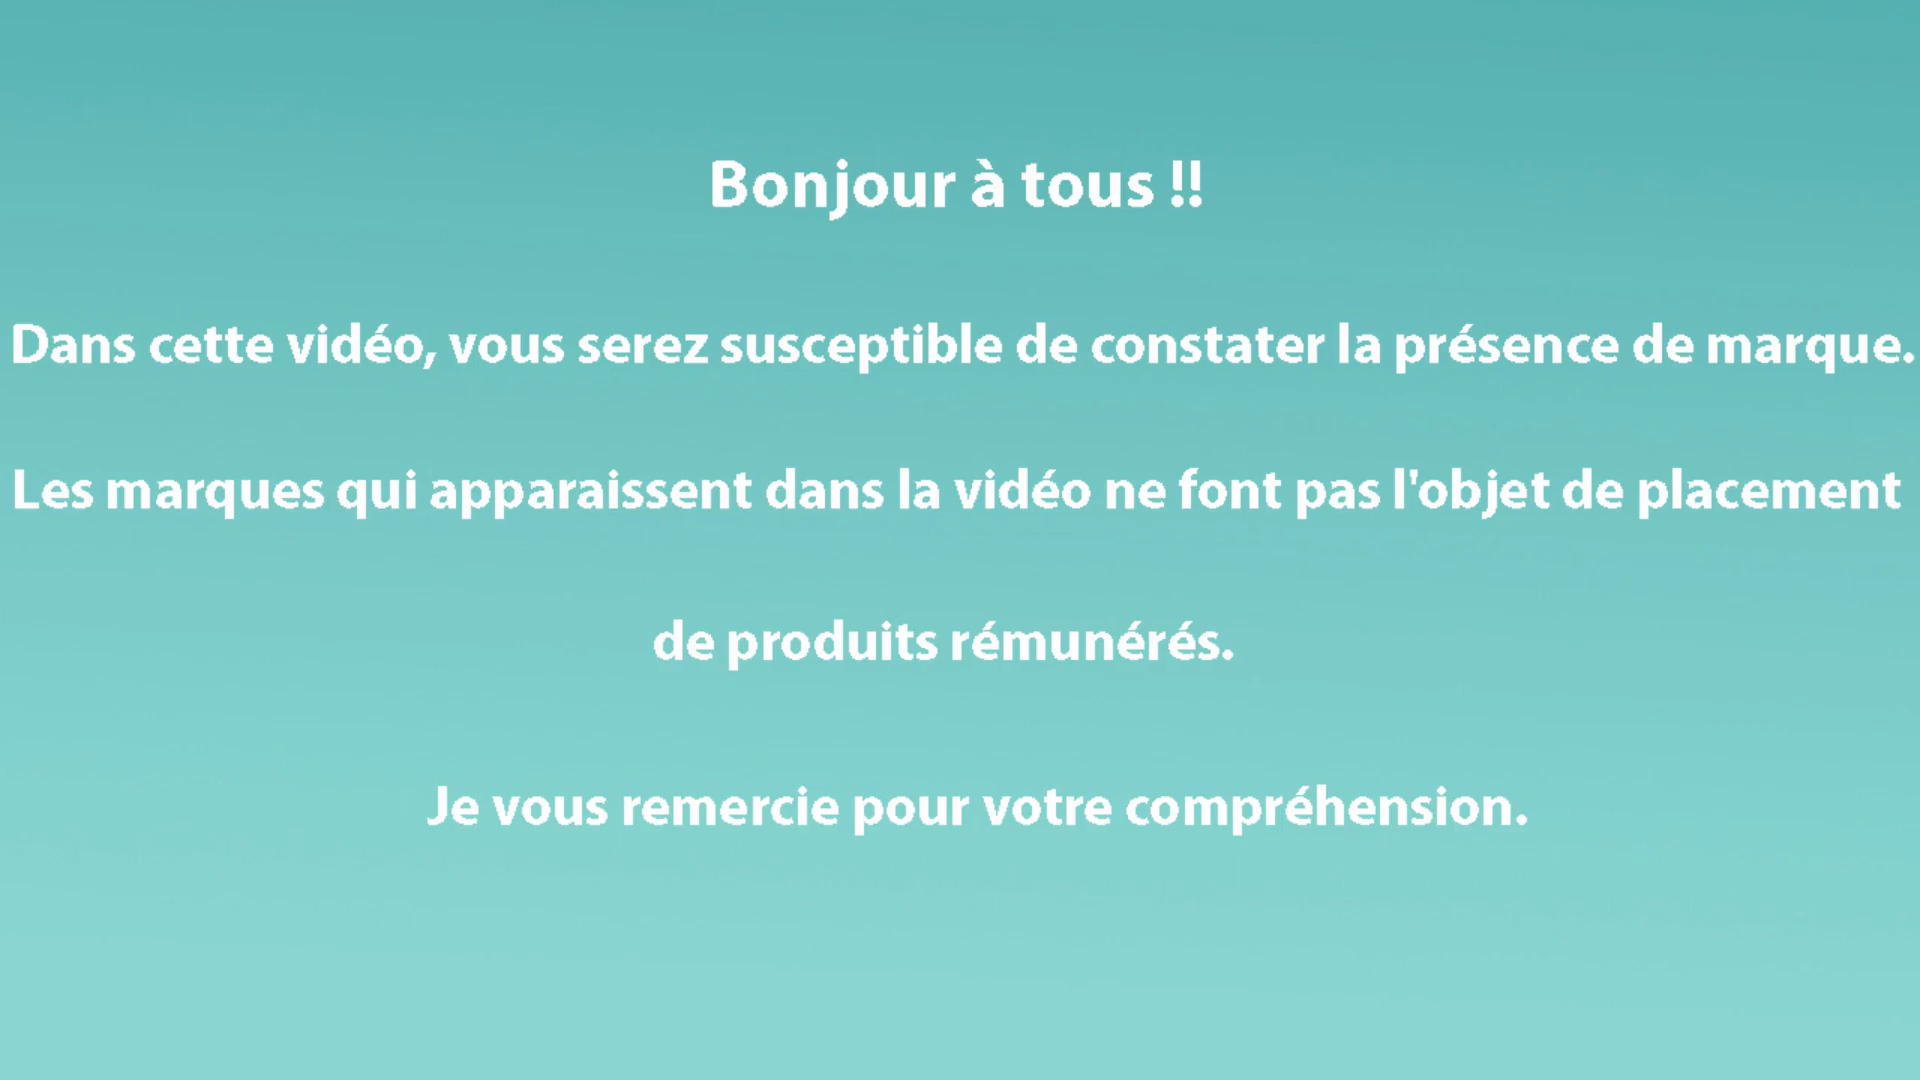 Bonjour à tous !!
Dans cette vidéo, vous serez susceptible de constater la présence de marque.
Les marques qui apparaissent dans la vidéo ne font pas l'objet de placement
de produits rémunérés.
Je vous remercie pour votre compréhension.